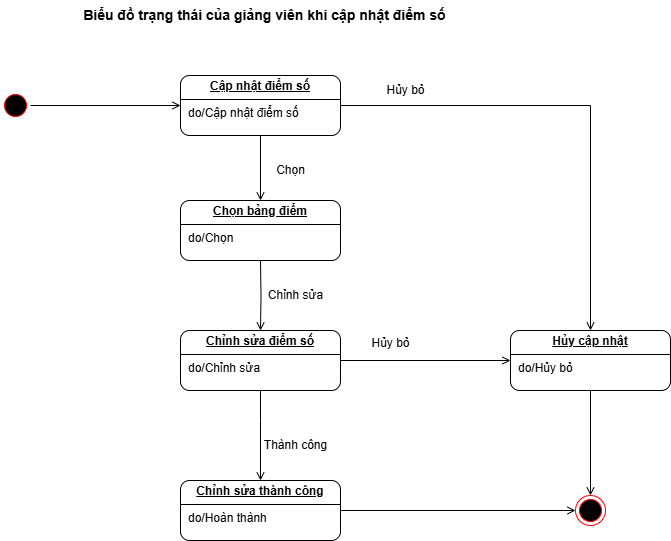 Biểu đồ trạng thái của giảng viên khi cập nhật điểm số
Cập nhật điểm số
do/Cập nhật điểm số
Hủy bỏ
Chọn
Chọn bảng điểm
do/Chọn
Chỉnh sửa
Chỉnh sửa điểm số
do/Chỉnh sửa
Hủy bỏ
Hủy cập nhật
do/Hủy bỏ
Thành công
Chỉnh sửa thành công
do/Hoàn thành